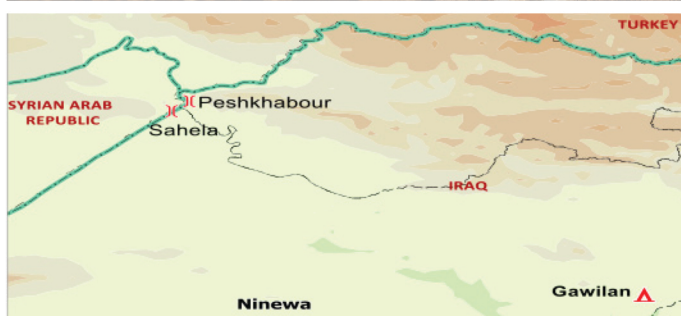 TURKEY
SYRIAN ARAB
REPUBLIC
Peshkhabour
Sahela
IRAQ
Gawilan
Ninewa